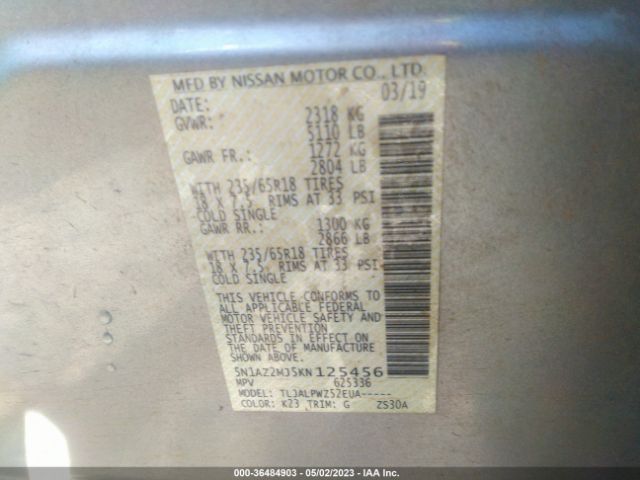 MFD BY NISSAN MOTOR CO., LTD.
DATE: 03/19
GVWR: 2318 KG
5110 LB
GAWR FR.: 1272 KG
2804 LB
WITH 235/65R18 TIRES
18 X 7.5 RIMS AT 33 PSI
COLD SINGLE
GAWR RR.: 1300 KG
2866 LB
WITH 235/65R18 TIRES
18 X 7.5 RIMS AT 33 PSI
COLD SINGLE
THIS VEHICLE CONFORMS TO
ALL APPLICABLE FEDERAL
MOTOR VEHICLE SAFETY AND
THEFT PREVENTION
STANDARDS IN EFFECT ON
THE DATE OF MANUFACTURE
SHOWN ABOVE.
5N1AZ2MJ5KN125456
MPV 625336
MODEL: TLJALPWZ52EUA-----
COLOR: K23 TRIM: G ZS30A
000-36484903 - 05/02/2023 - IAA Inc.